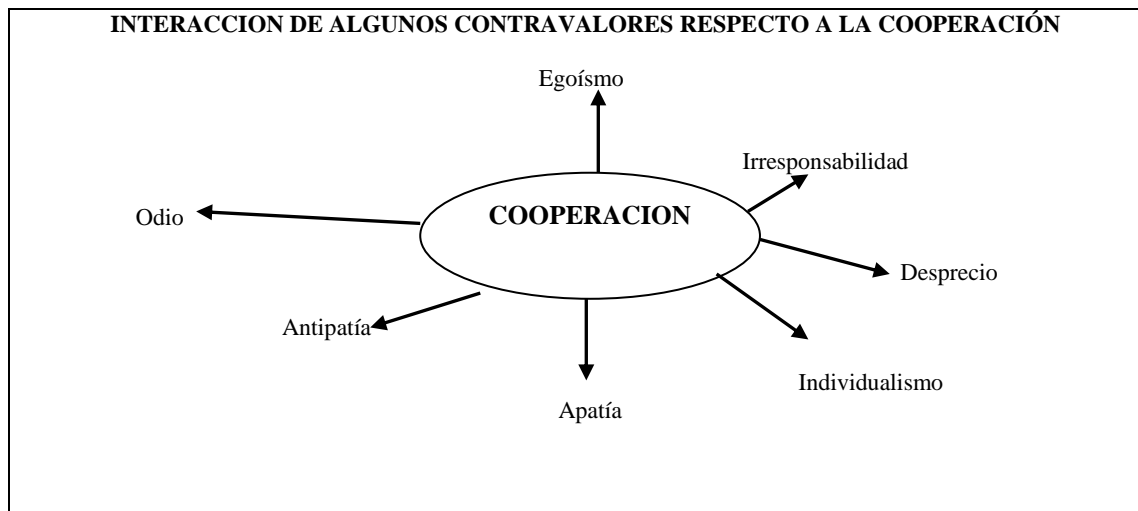 INTERACCION DE ALGUNOS CONTRAVALORES RESPECTO A LA COOPERACIÓN
Egoísmo
Irresponsabilidad
COOPERACION
Odio
Desprecio
Antipatía
Individualismo
Apatía